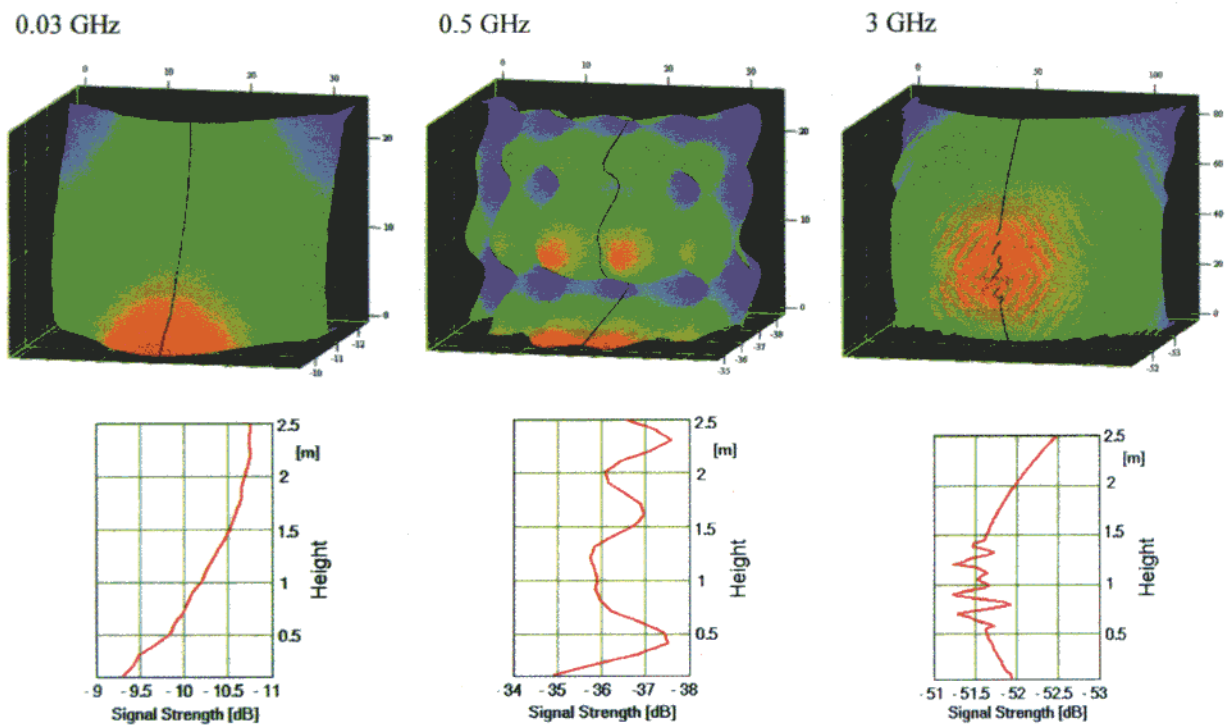 0.03 GHz
0.5 GHz
3 GHz
0 10 20 30
20
10
0
-12
-11
-10
0 10 20 30
20
10
0
-38
-37
-36
-35
0 50 100
80
60
40
20
0
-53
-52
2.5
[m]
2
1.5
1
0.5
Height
- 9 - 9.5 - 10 - 10.5 - 11
Signal Strength [dB]
2.5
[m]
2
1.5
1
0.5
Height
- 34 - 35 - 36 - 37 - 38
Signal Strength [dB]
2.5
[m]
2
1.5
1
0.5
Height
- 51 - 51.5 - 52 - 52.5 - 53
Signal Strength [dB]